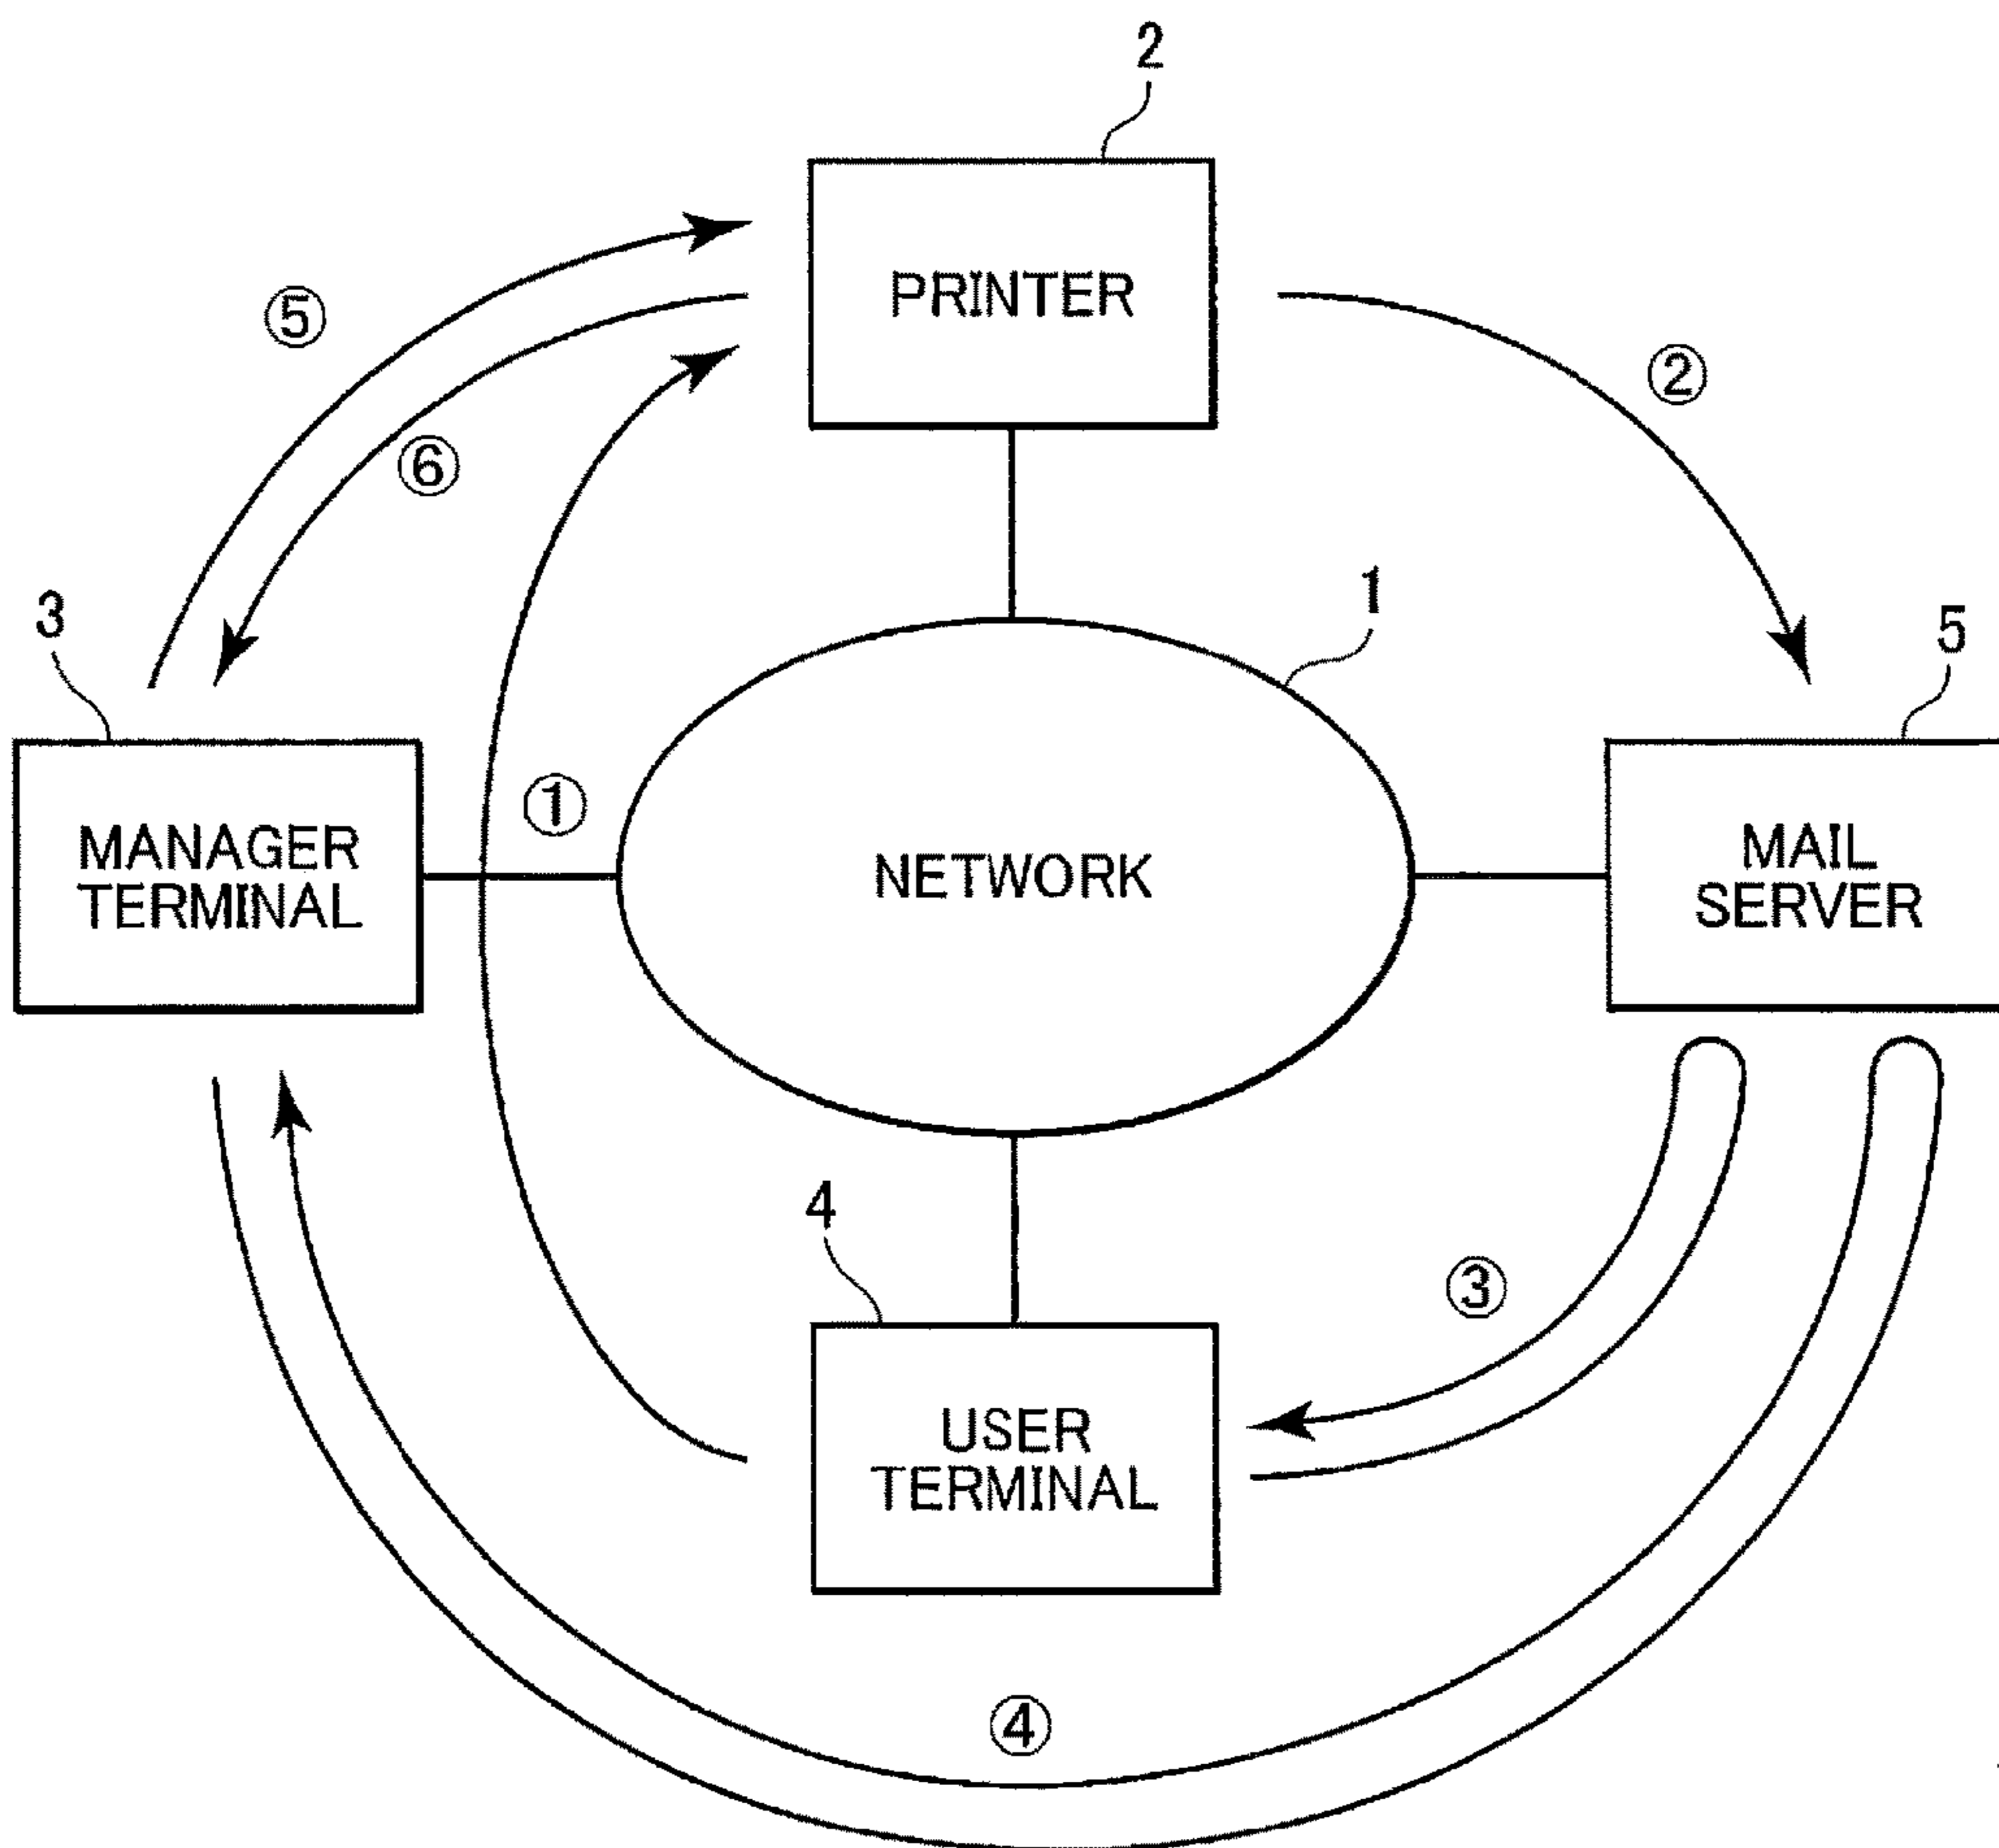 2
PRINTER
⑤
②
⑥
1
3
5
①
MANAGER
TERMINAL
NETWORK
MAIL
SERVER
4
③
USER
TERMINAL
④